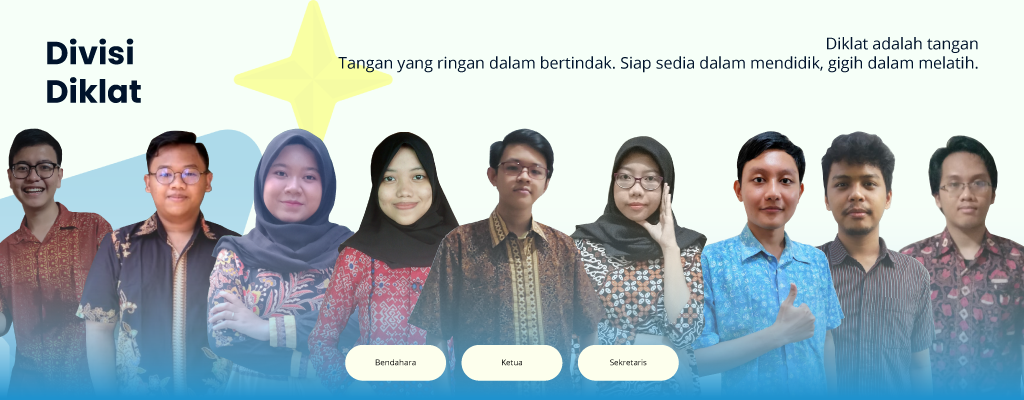 Divisi
Diklat
Diklat adalah tangan
Tangan yang ringan dalam bertindak. Siap sedia dalam mendidik, gigih dalam melatih.
Bendahara
Ketua
Sekretaris